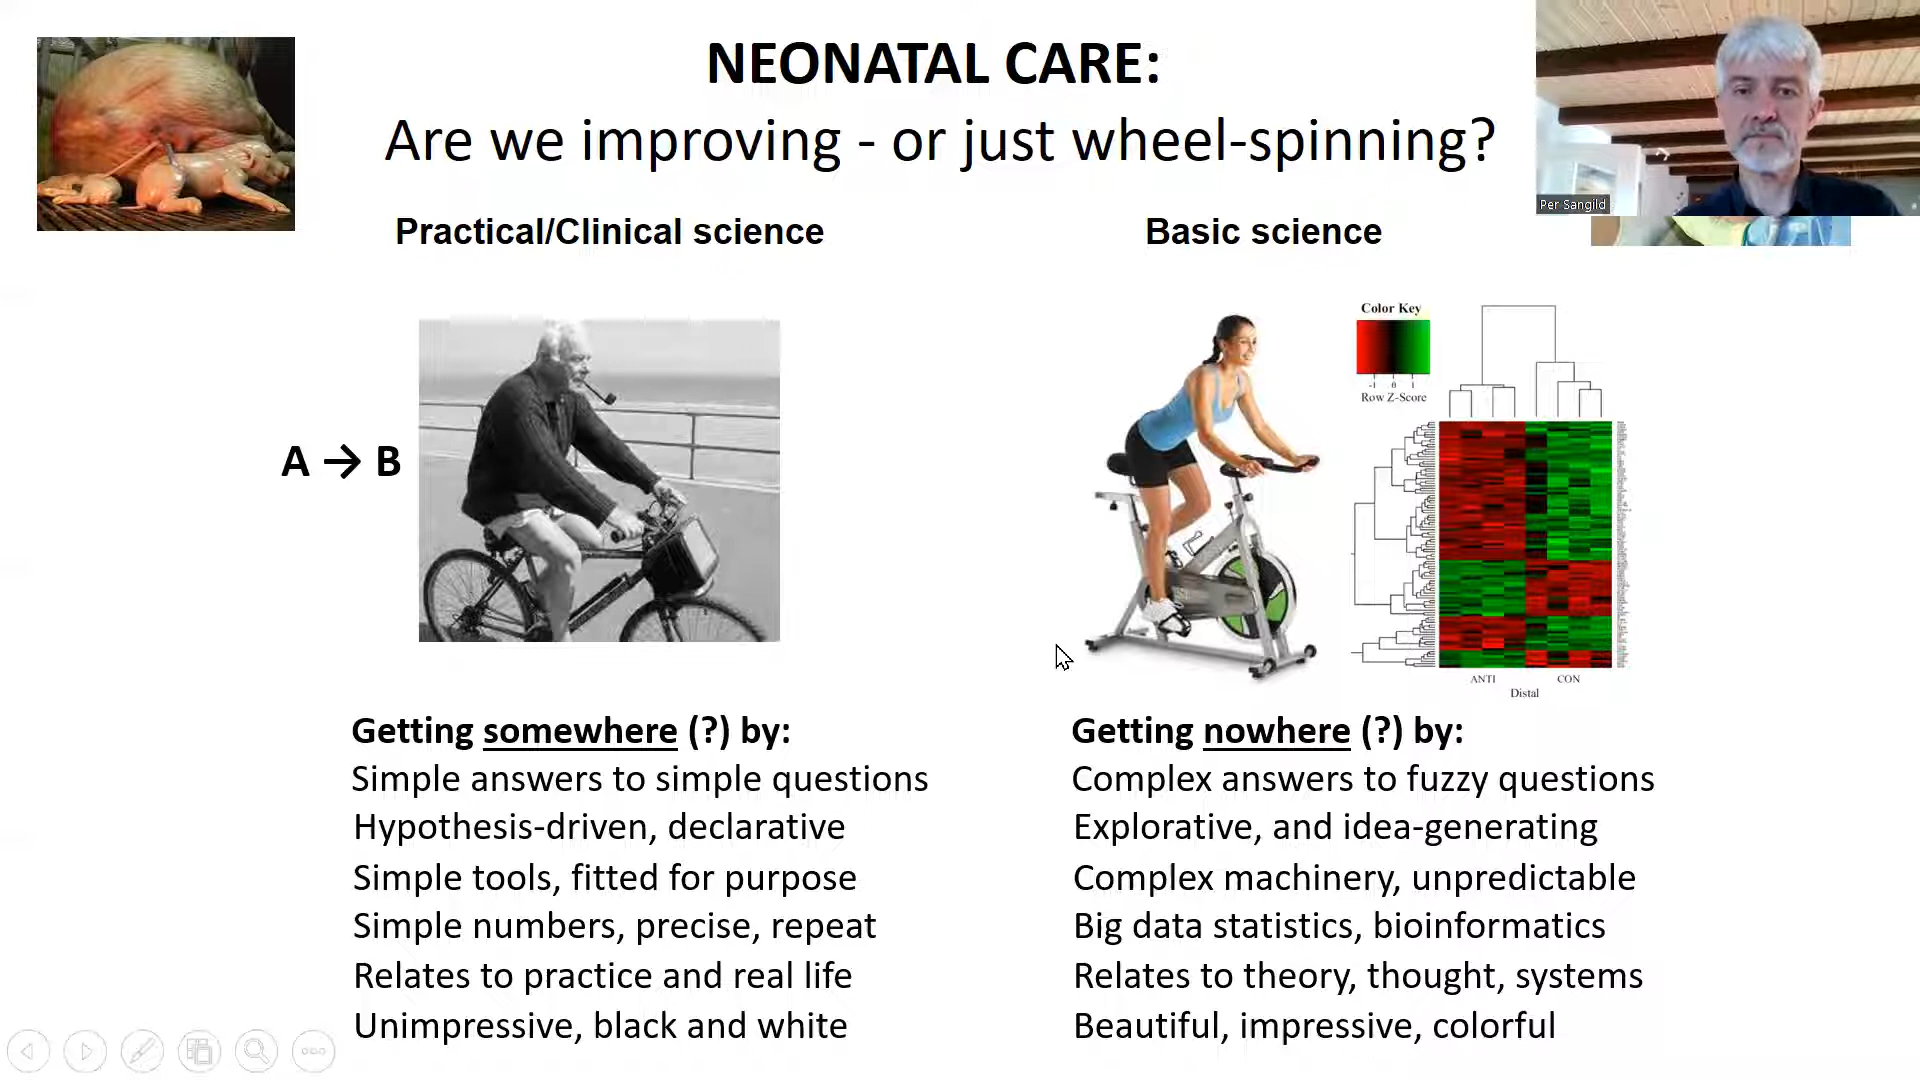 NEONATAL CARE:
Are we improving - or just wheel-spinning?
Per Sangild
Practical/Clinical science
Basic science
A → B
Color Key
-1 0 1
Row Z-Score
ANTI CON
Distal
Getting somewhere (?) by:
Simple answers to simple questions
Hypothesis-driven, declarative
Simple tools, fitted for purpose
Simple numbers, precise, repeat
Relates to practice and real life
Unimpressive, black and white
Getting nowhere (?) by:
Complex answers to fuzzy questions
Explorative, and idea-generating
Complex machinery, unpredictable
Big data statistics, bioinformatics
Relates to theory, thought, systems
Beautiful, impressive, colorful